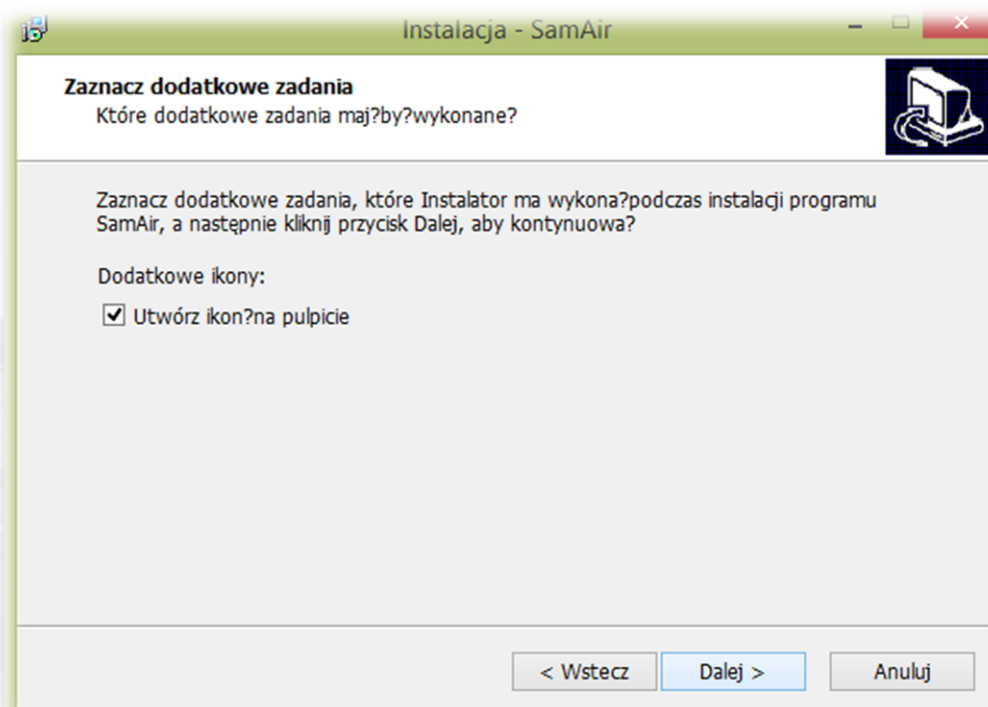 Instalacja - SamAir
Zaznacz dodatkowe zadania
Które dodatkowe zadania maj?by?wykonane?
Zaznacz dodatkowe zadania, które Instalator ma wykona?podczas instalacji programu
SamAir, a następnie kliknij przycisk Dalej, aby kontynuowa?
Dodatkowe ikony:
Utwórz ikon?na pulpicie
< Wstecz
Dalej >
Anuluj